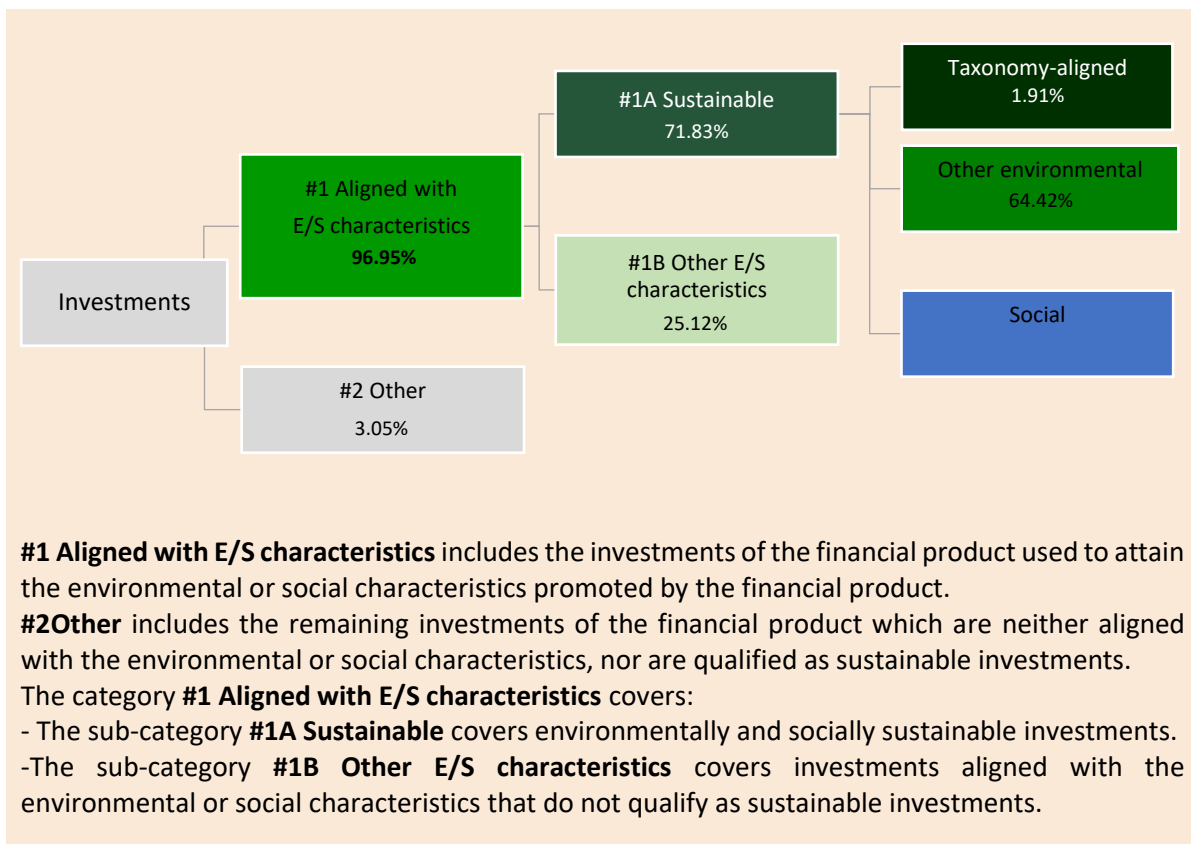 Investments
#1 Aligned with
E/S characteristics
96.95%
#2 Other
3.05%
#1A Sustainable
71.83%
#1B Other E/S
characteristics
25.12%
Taxonomy-aligned
1.91%
Other environmental
64.42%
Social
#1 Aligned with E/S characteristics includes the investments of the financial product used to attain
the environmental or social characteristics promoted by the financial product.
#2Other includes the remaining investments of the financial product which are neither aligned
with the environmental or social characteristics, nor are qualified as sustainable investments.
The category #1 Aligned with E/S characteristics covers:
- The sub-category #1A Sustainable covers environmentally and socially sustainable investments.
-The sub-category #1B Other E/S characteristics covers investments aligned with the
environmental or social characteristics that do not qualify as sustainable investments.